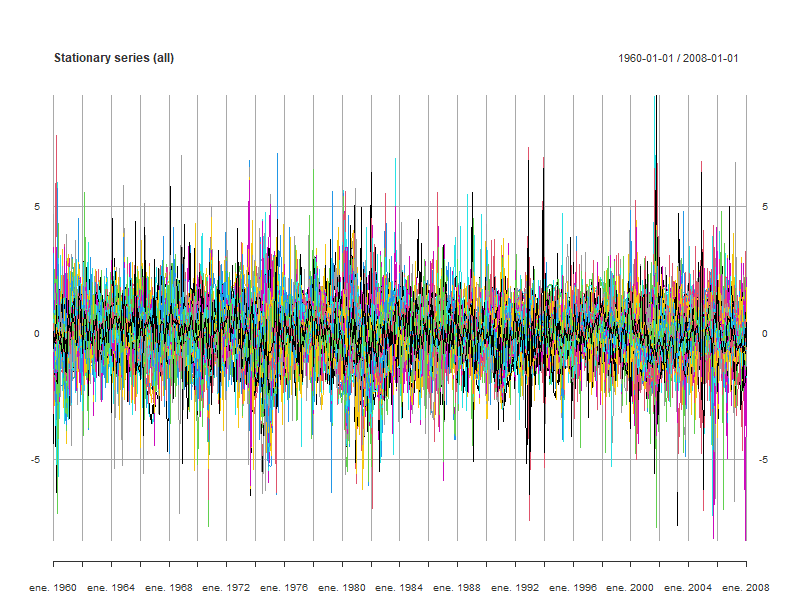 Stationary series (all)
1960-01-01 / 2008-01-01
5 5
0 0
-5 -5
ene. 1960 ene. 1964 ene. 1968 ene. 1972 ene. 1976 ene. 1980 ene. 1984 ene. 1988 ene. 1992 ene. 1996 ene. 2000 ene. 2004 ene. 2008